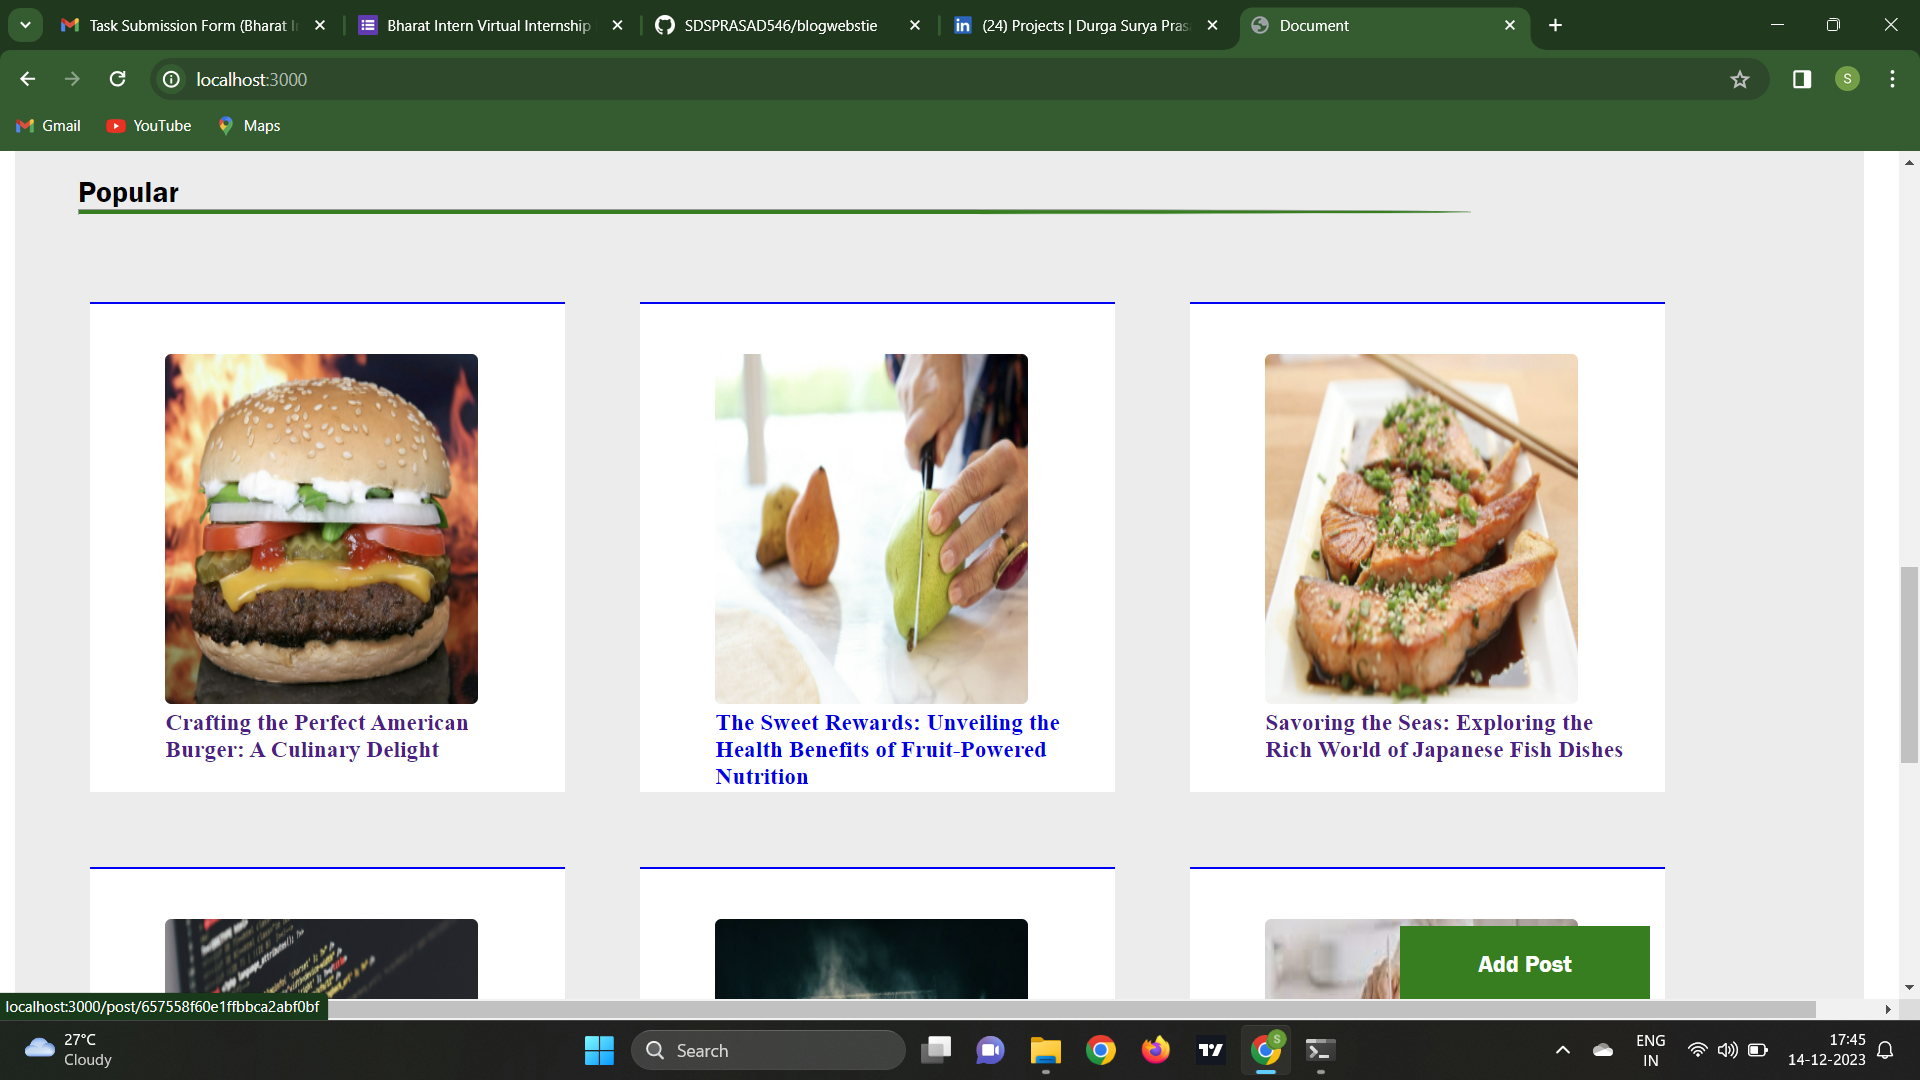 Task Submission Form (Bharat I
Bharat Intern Virtual Internship
SDSPRASAD546/blogwebstie
(24) Projects | Durga Surya Pras
Document
localhost:3000
S
Gmail
YouTube
Maps
Popular
Crafting the Perfect American
Burger: A Culinary Delight
The Sweet Rewards: Unveiling the
Health Benefits of Fruit-Powered
Nutrition
Savoring the Seas: Exploring the
Rich World of Japanese Fish Dishes
Add Post
localhost:3000/post/657558f60e1ffbbca2abf0bf
27°C
Cloudy
Search
S
ENG
IN
17:45
14-12-2023